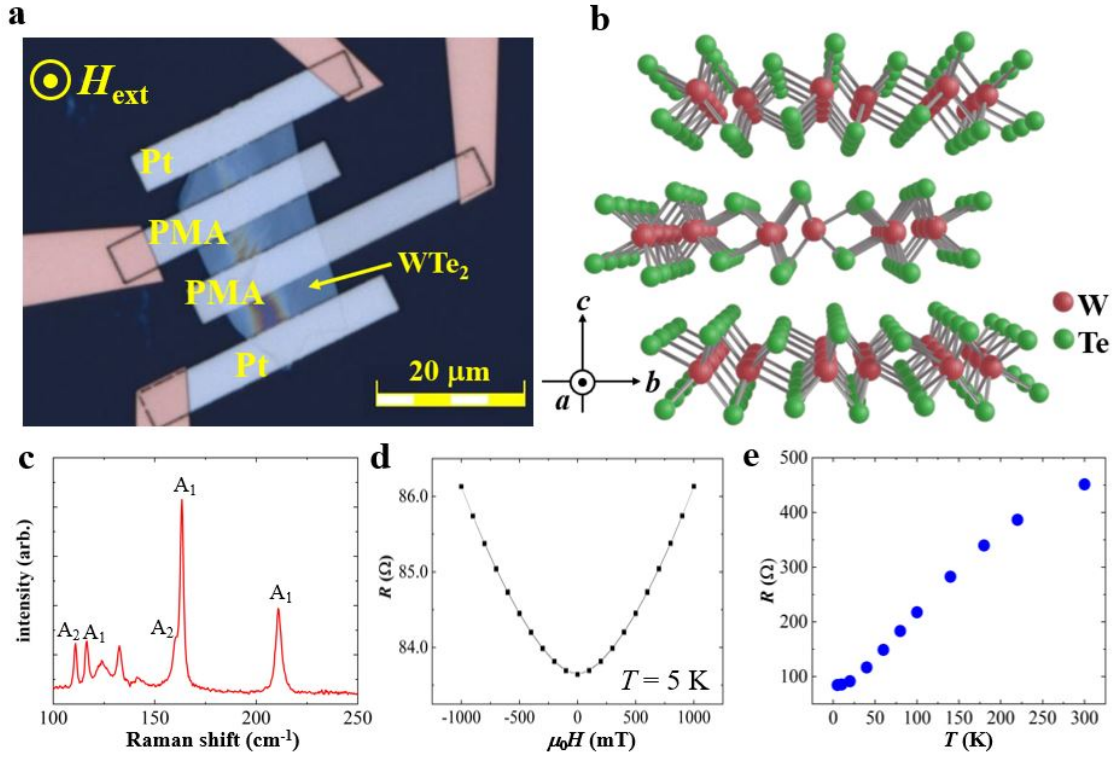 a
H ext
Pt
PMA
PMA
WTe2
Pt
20 μm
b
c
a
b
W
Te
c
intensity (arb.)
A2
A1
A2
A1
A1
100
150
200
250
Raman shift (cm-1)
d
R (Ω)
86.0
85.0
84.0
T = 5 K
-1000
-500
0
500
1000
μ0H (mT)
e
R (Ω)
500
400
300
200
100
0
50
100
150
200
250
300
T (K)